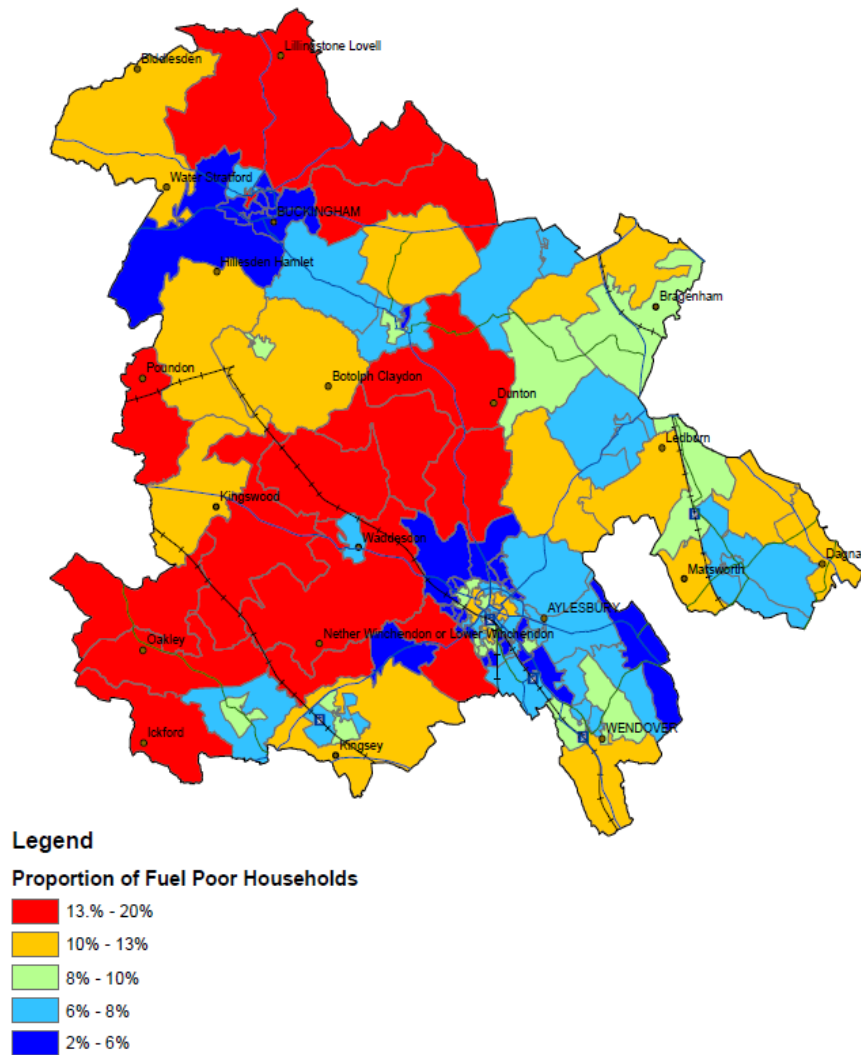 Lillingstone Lovell
Biddlesden
Water Stratford
BUCKINGHAM
Hillesden Hamlet
Bragenham
Poundon
Botolph Claydon
Dunton
Ledburn
Kingswood
Waddesdon
Dagna
Marsworth
AYLESBURY
Nether Winchendon or Lower Winchendon
Oakley
WENDOVER
Ickford
Kingsey
Legend
Proportion of Fuel Poor Households
13.% - 20%
10% - 13%
8% - 10%
6% - 8%
2% - 6%